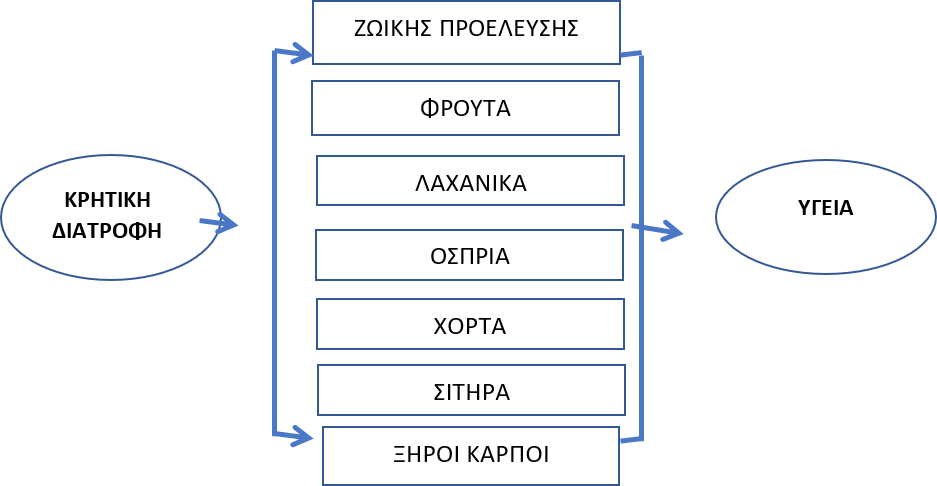 ΚΡΗΤΙΚΗ
ΔΙΑΤΡΟΦΗ
ΖΩΙΚΗΣ ΠΡΟΕΛΕΥΣΗΣ
ΦΡΟΥΤΑ
ΛΑΧΑΝΙΚΑ
ΟΣΠΡΙΑ
ΧΟΡΤΑ
ΣΙΤΗΡΑ
ΞΗΡΟΙ ΚΑΡΠΟΙ
ΥΓΕΙΑ